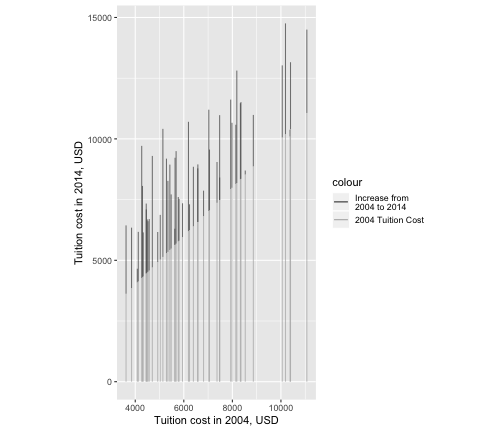 15000
10000
5000
0
Tuition cost in 2014, USD
4000 6000 8000 10000
Tuition cost in 2004, USD
colour
Increase from
2004 to 2014
2004 Tuition Cost